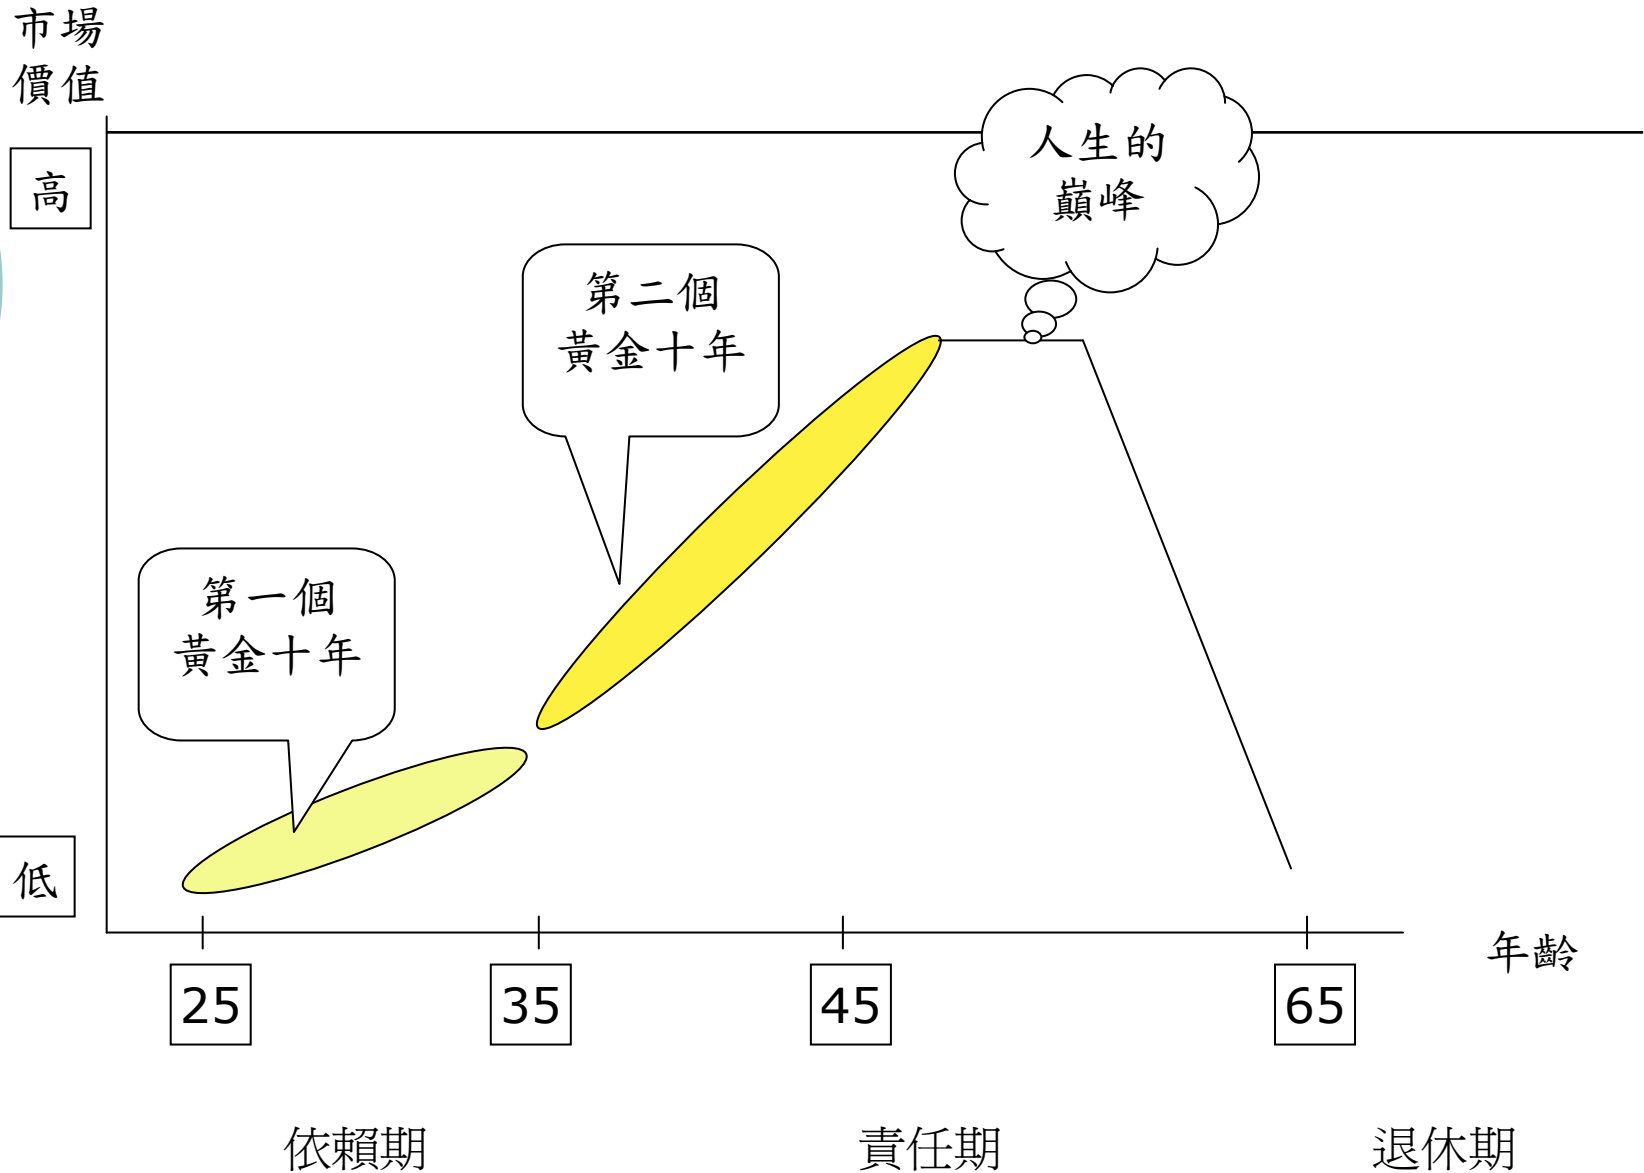 市場
價值
高
人生的
巔峰
第二個
黃金十年
第一個
黃金十年
低
年齡
25
35
45
65
依賴期
責任期
退休期